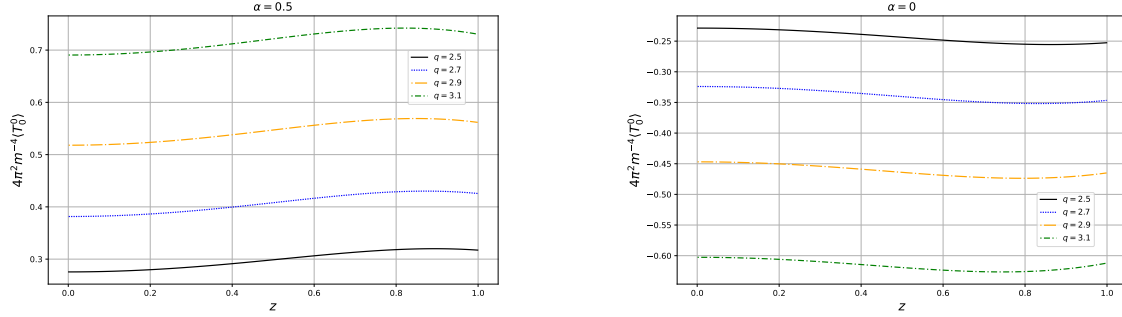 α = 0.5
4π²m⁻⁴⟨T₀⁰⟩
0.7
0.6
0.5
0.4
0.3
q = 2.5
q = 2.7
q = 2.9
q = 3.1
0.0 0.2 0.4 0.6 0.8 1.0
z
α = 0
4π²m⁻⁴⟨T₀⁰⟩
−0.25
−0.30
−0.35
−0.40
−0.45
−0.50
−0.55
−0.60
q = 2.5
q = 2.7
q = 2.9
q = 3.1
0.0 0.2 0.4 0.6 0.8 1.0
z